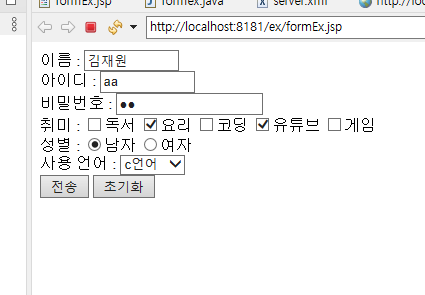 formEx.jsp formex.java server.xml http://loca
http://localhost:8181/ex/formEx.jsp
이름 : 김재원
아이디 : aa
비밀번호 : ●●
취미 : 독서 요리 코딩 유튜브 게임
성별 : 남자 여자
사용 언어 : c언어
전송 초기화